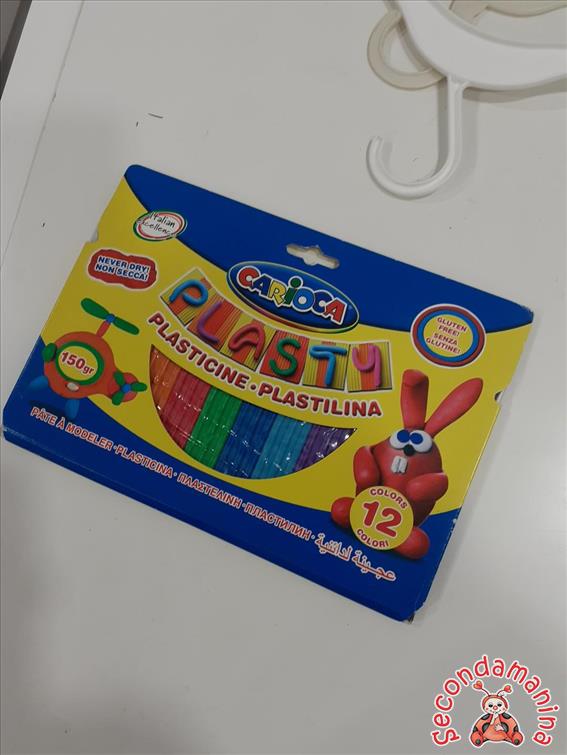 Italian
Excellence
CARIOCA
NEVER DRY!
NON SECCA!
PLASTY
GLUTEN
FREE!
SENZA
GLUTINE!
PLASTICINE · PLASTILINA
150gr
COLORS
12
COLORI
PÂTE À MODELER · PLASTICINA · ΠΛΑΣΤΕΛΙΝΗ · ПЛАСТИЛИН · عجينة لدائنية
Secondamanina